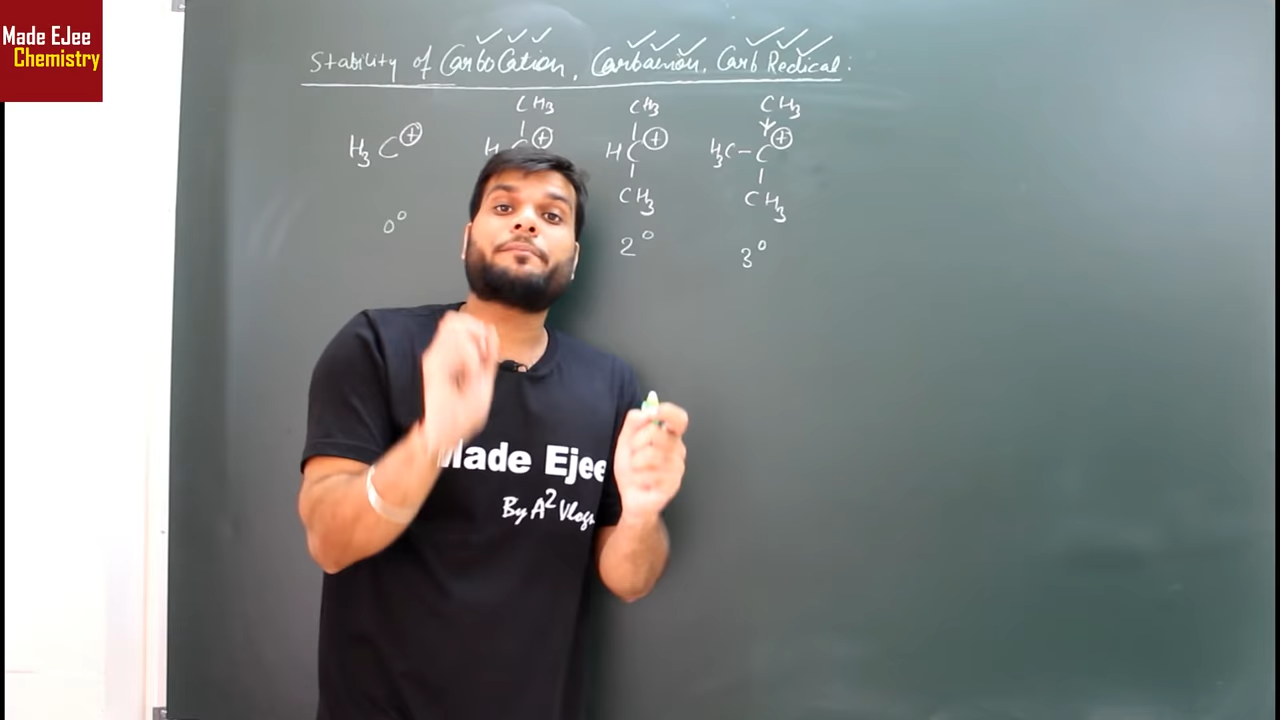 Made EJee
Chemistry
Stability of CarboCation, Carbanion, Carb Redical:
CH3
CH3
CH3
H3C⊕
H C⊕
HC⊕
H3C-C⊕
CH3
CH3
0°
2°
3°
Made Ejee
By A² Vlogs